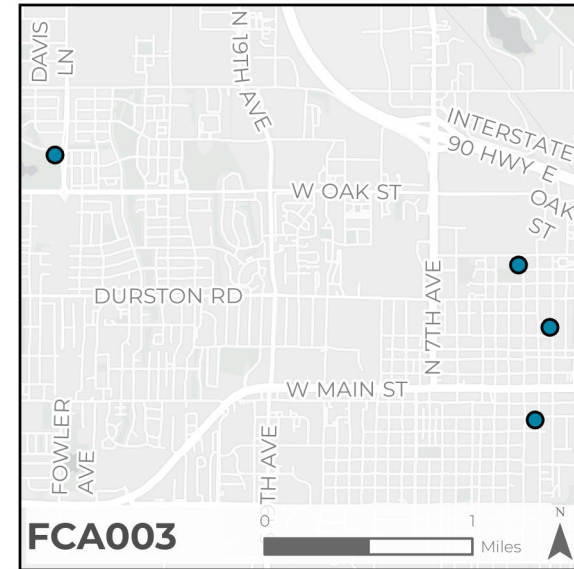 DAVIS
LN
N 19TH
AVE
INTERSTATE
90 HWY E
W OAK ST
OAK
ST
DURSTON RD
N 7TH AVE
W MAIN ST
FOWLER
AVE
9TH AVE
FCA003
0
1
Miles
N